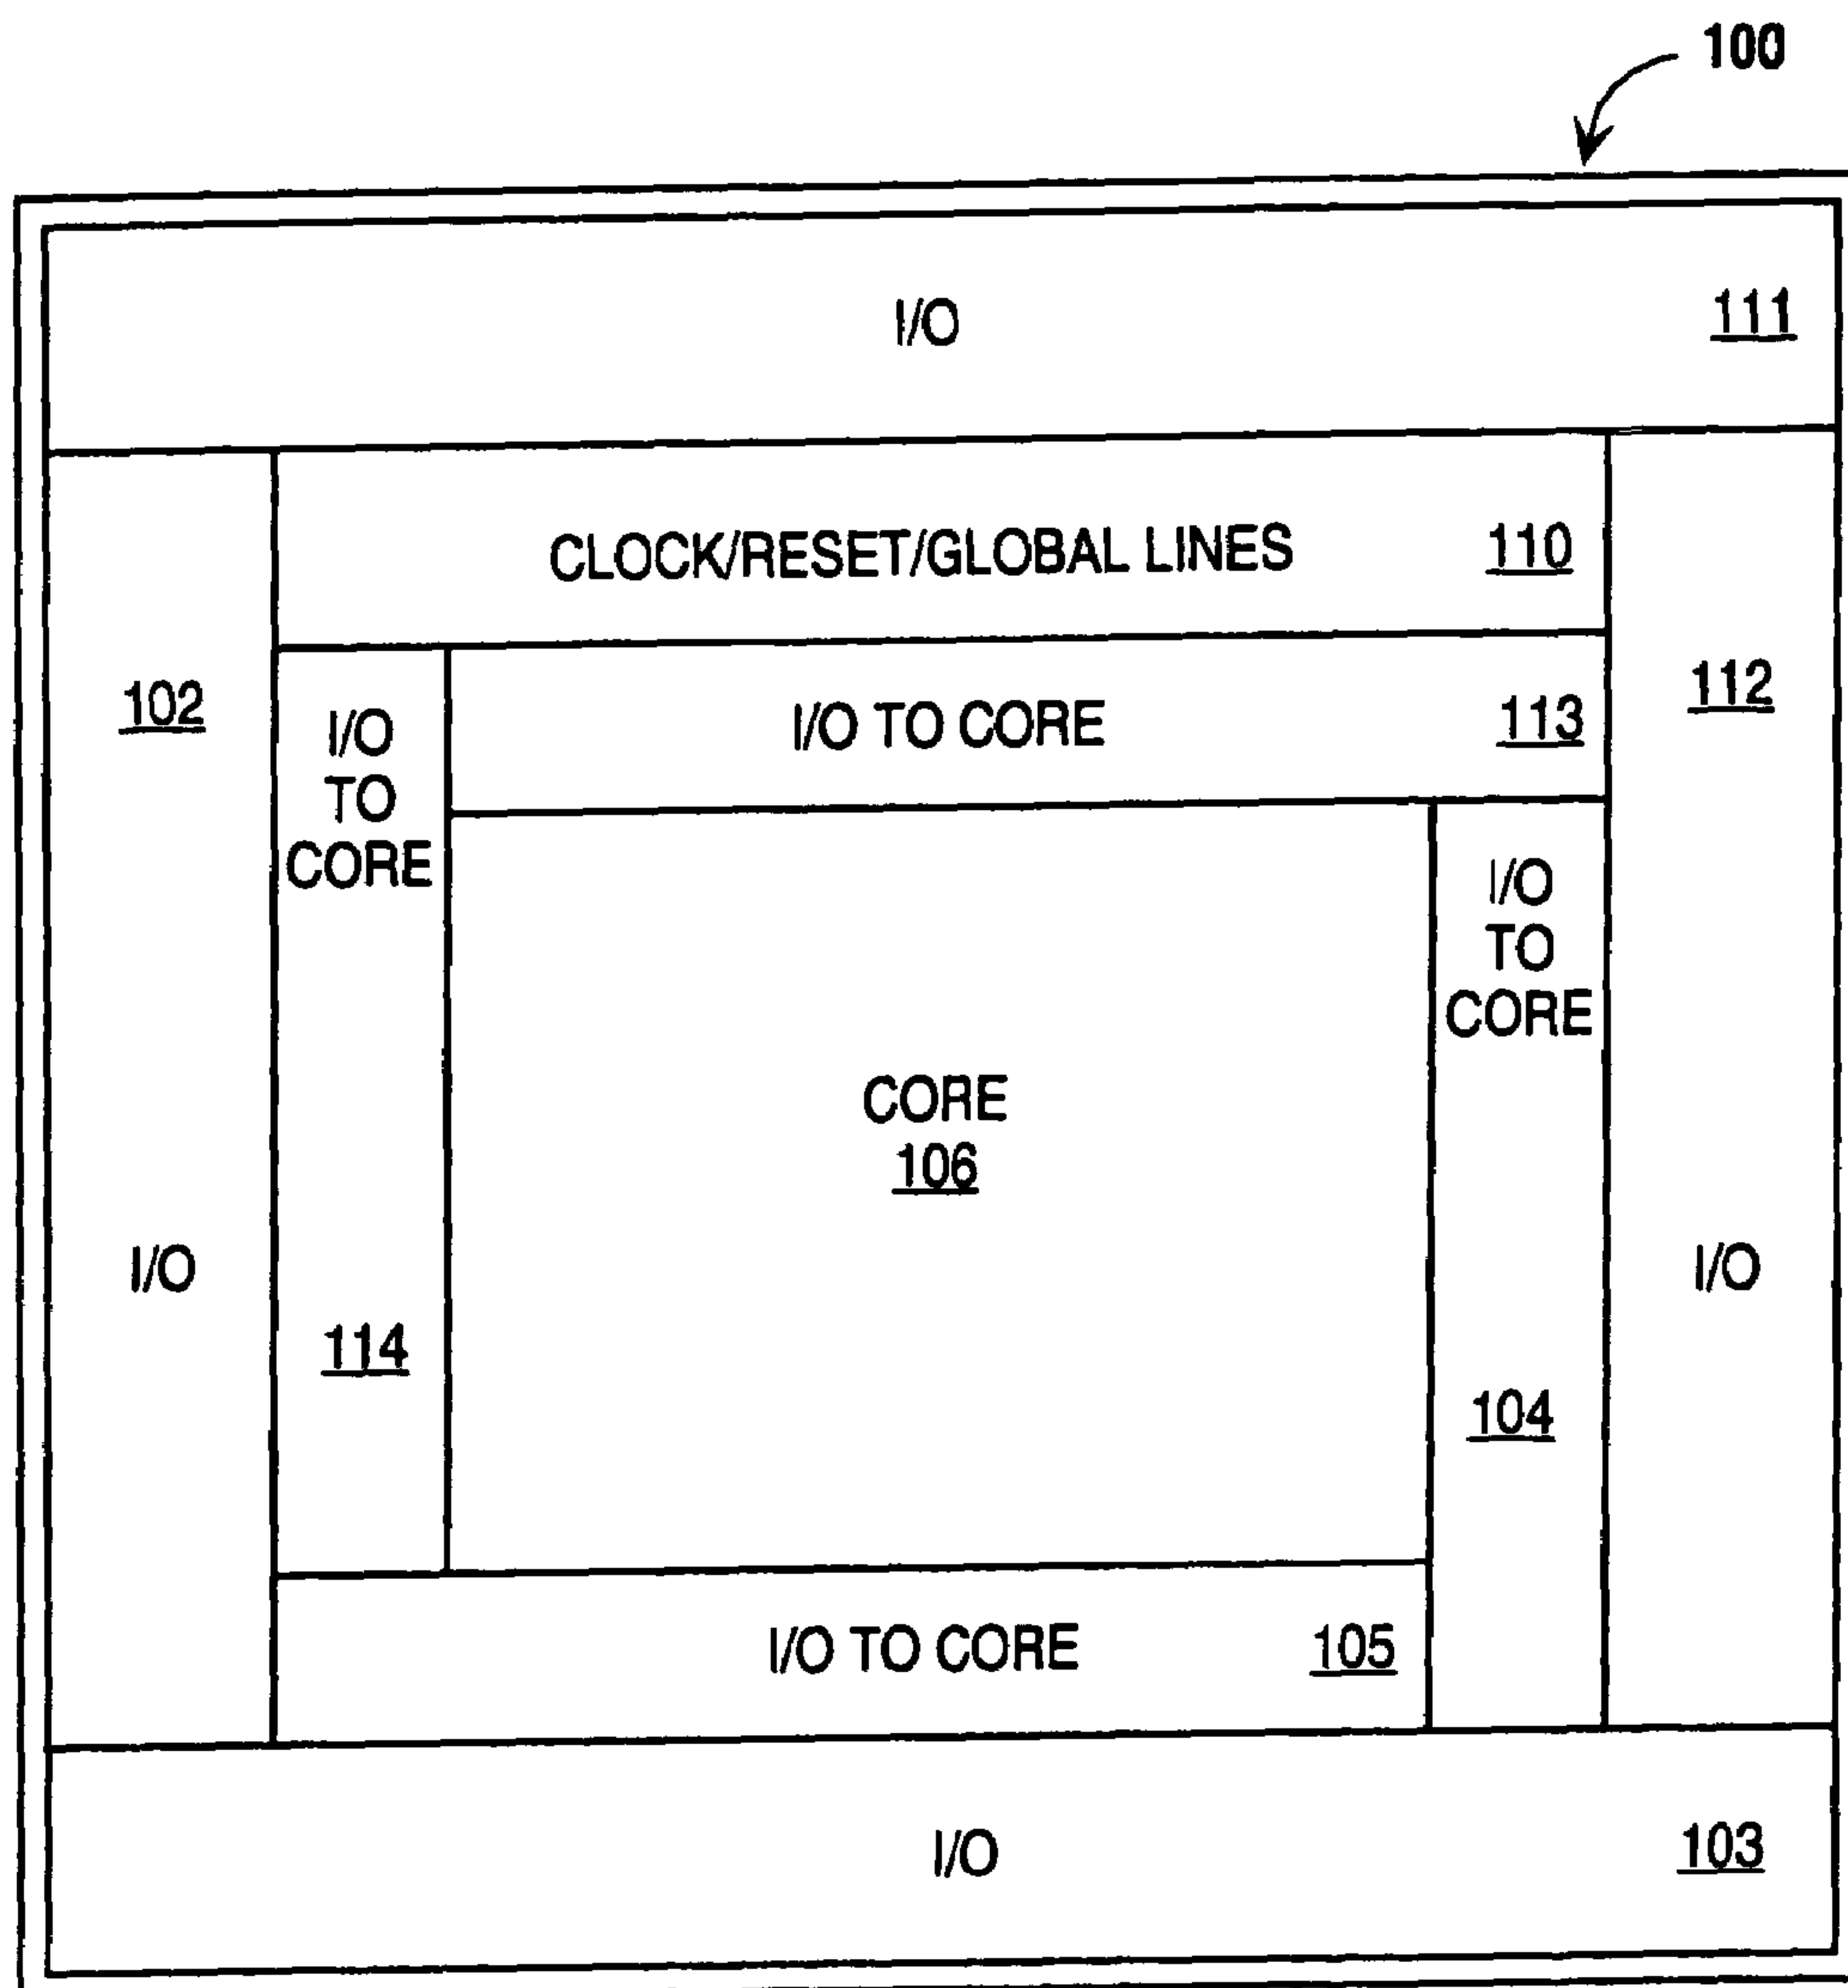 100
I/O 111
CLOCK/RESET/GLOBAL LINES 110
102
I/O
TO
CORE
114
I/O TO CORE 113
112
I/O
TO
CORE
104
CORE
106
I/O
I/O
I/O TO CORE 105
I/O 103